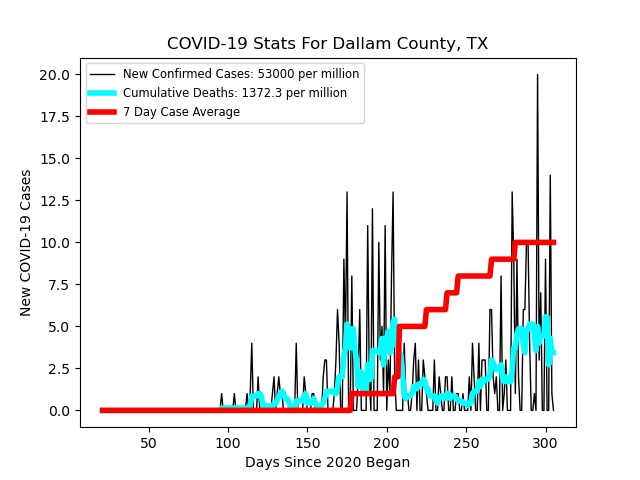 COVID-19 Stats For Dallam County, TX
New Confirmed Cases: 53000 per million
Cumulative Deaths: 1372.3 per million
7 Day Case Average
20.0
17.5
15.0
12.5
10.0
7.5
5.0
2.5
0.0
New COVID-19 Cases
50 100 150 200 250 300
Days Since 2020 Began